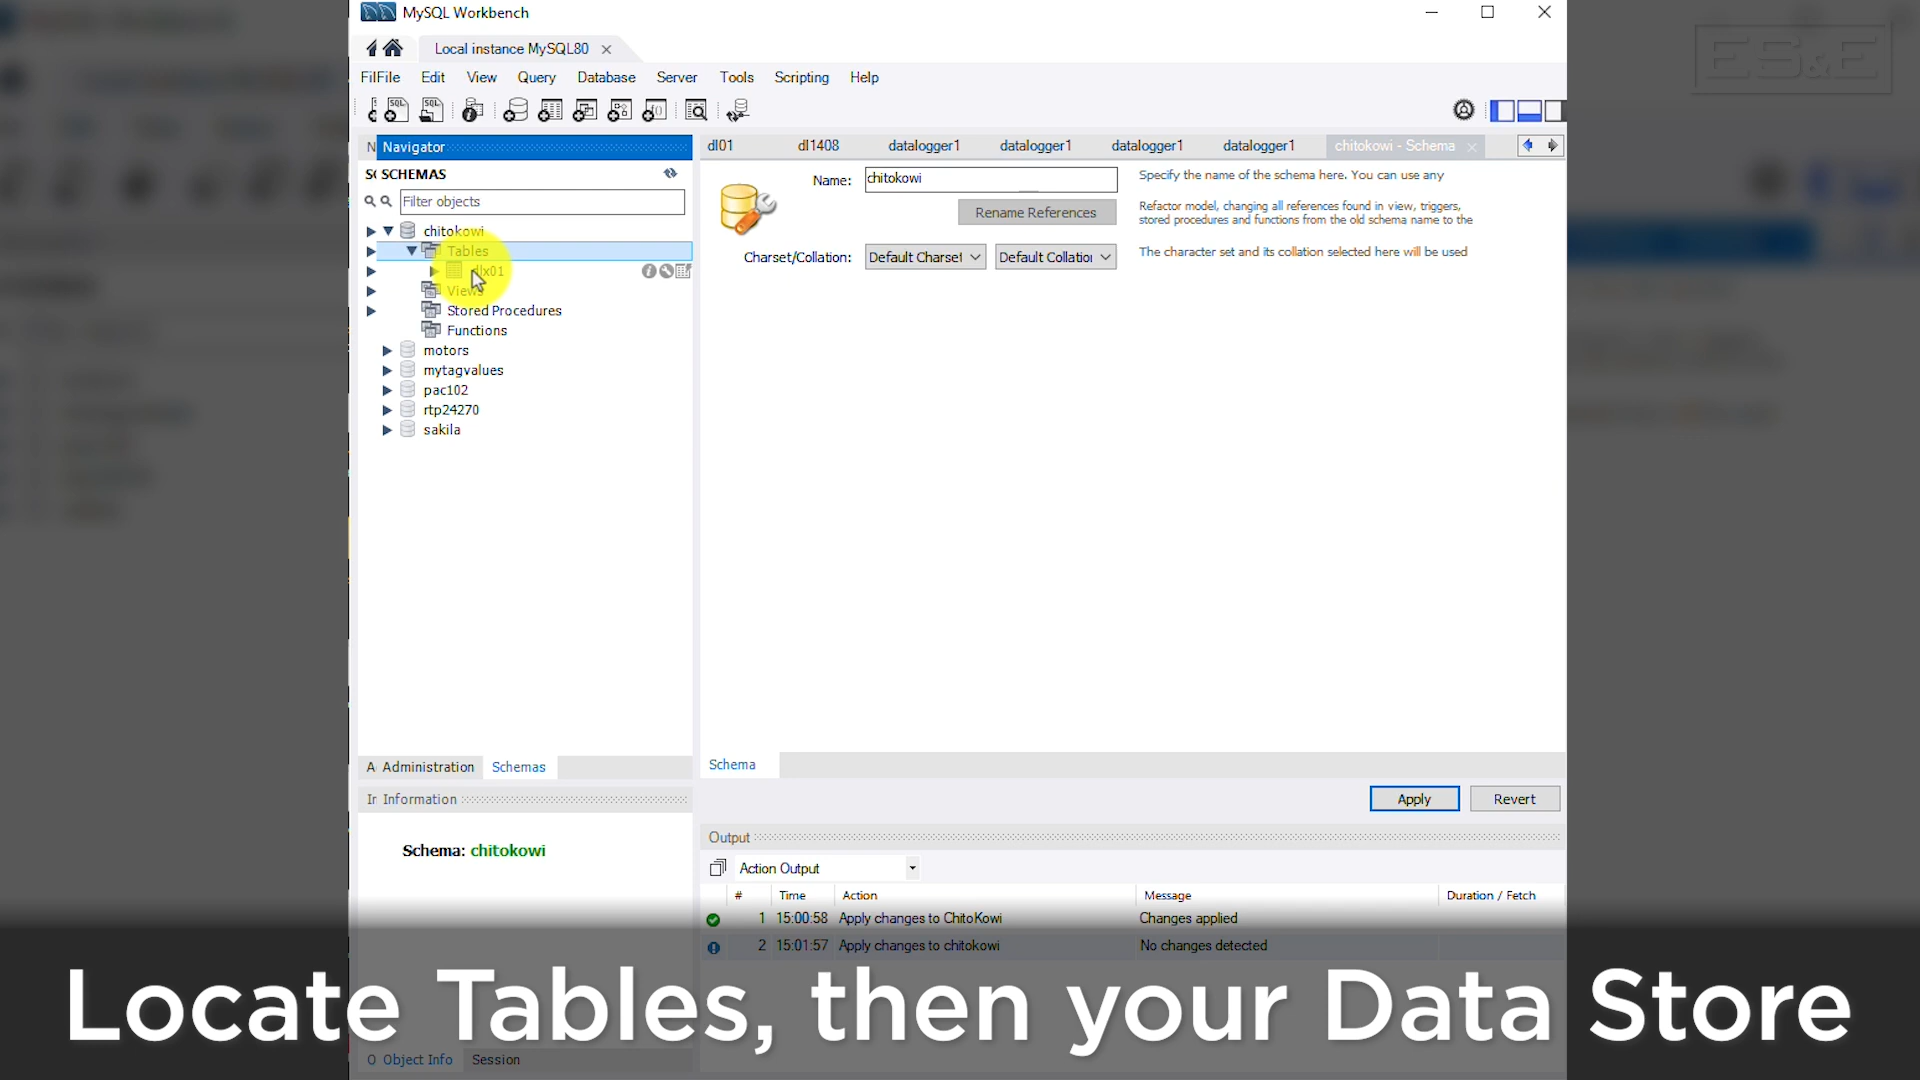 MySQL Workbench
ES&E
Local instance MySQL80
FilFile Edit View Query Database Server Tools Scripting Help
N Navigator
dl01 dl1408 datalogger1 datalogger1 datalogger1 datalogger1 chitokowi - Schema
SC SCHEMAS
Filter objects
Name: chitokowi
Specify the name of the schema here. You can use any
Rename References
Refactor model, changing all references found in view, triggers,
stored procedures and functions from the old schema name to the
Charset/Collation: Default Charset Default Collation
The character set and its collation selected here will be used
chitokowi
Tables
dlx01
Views
Stored Procedures
Functions
motors
mytagvalues
pac102
rtp24270
sakila
A Administration Schemas
Schema
Ir Information
Apply Revert
Schema: chitokowi
Output
Action Output
# Time Action Message Duration / Fetch
1 15:00:58 Apply changes to ChitoKowi Changes applied
2 15:01:57 Apply changes to chitokowi No changes detected
Locate Tables, then your Data Store
O Object Info Session